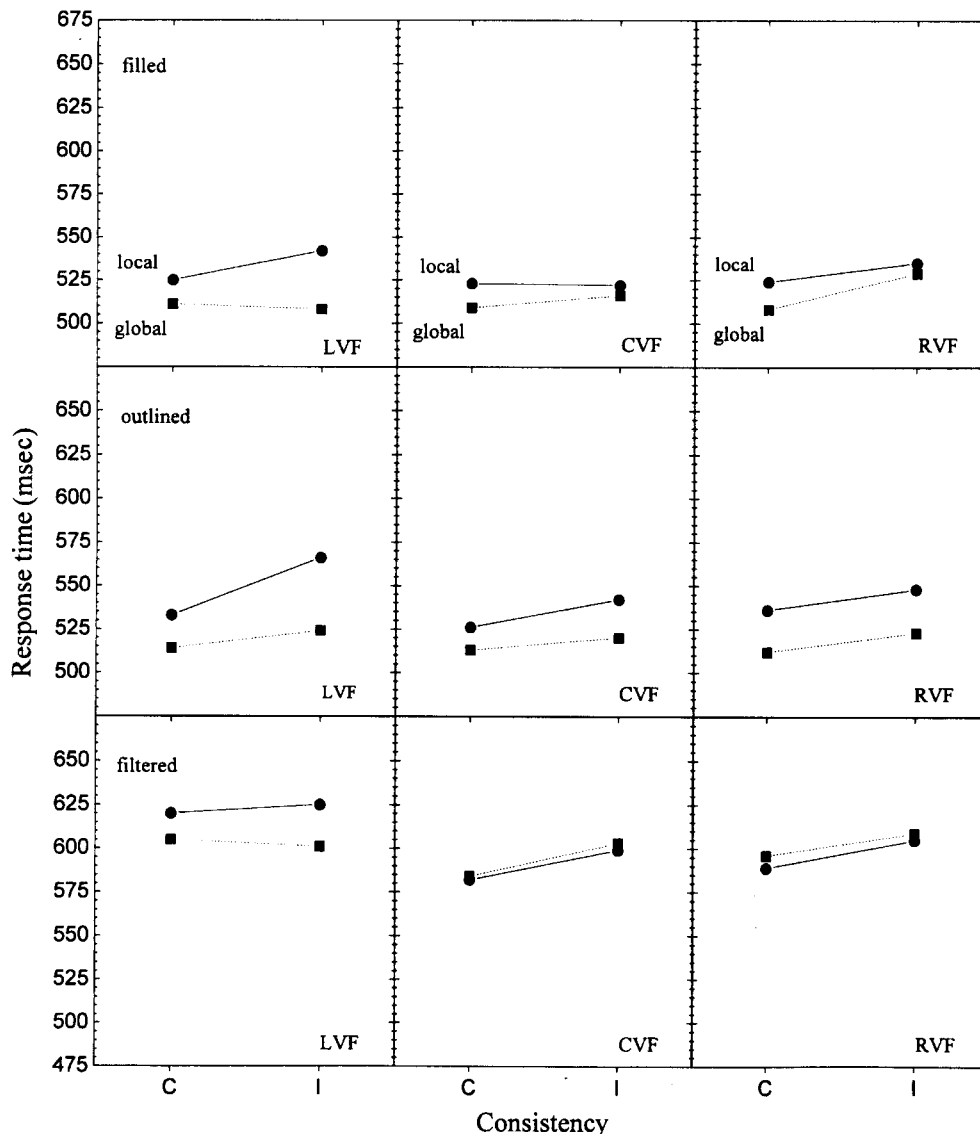 675
650
625
600
575
550
525
500
filled
local
global
LVF
local
global
CVF
local
global
RVF
650
625
600
575
550
525
500
outlined
LVF
CVF
RVF
650
625
600
575
550
525
500
475
filtered
LVF
CVF
RVF
Response time (msec)
C I C I C I
Consistency